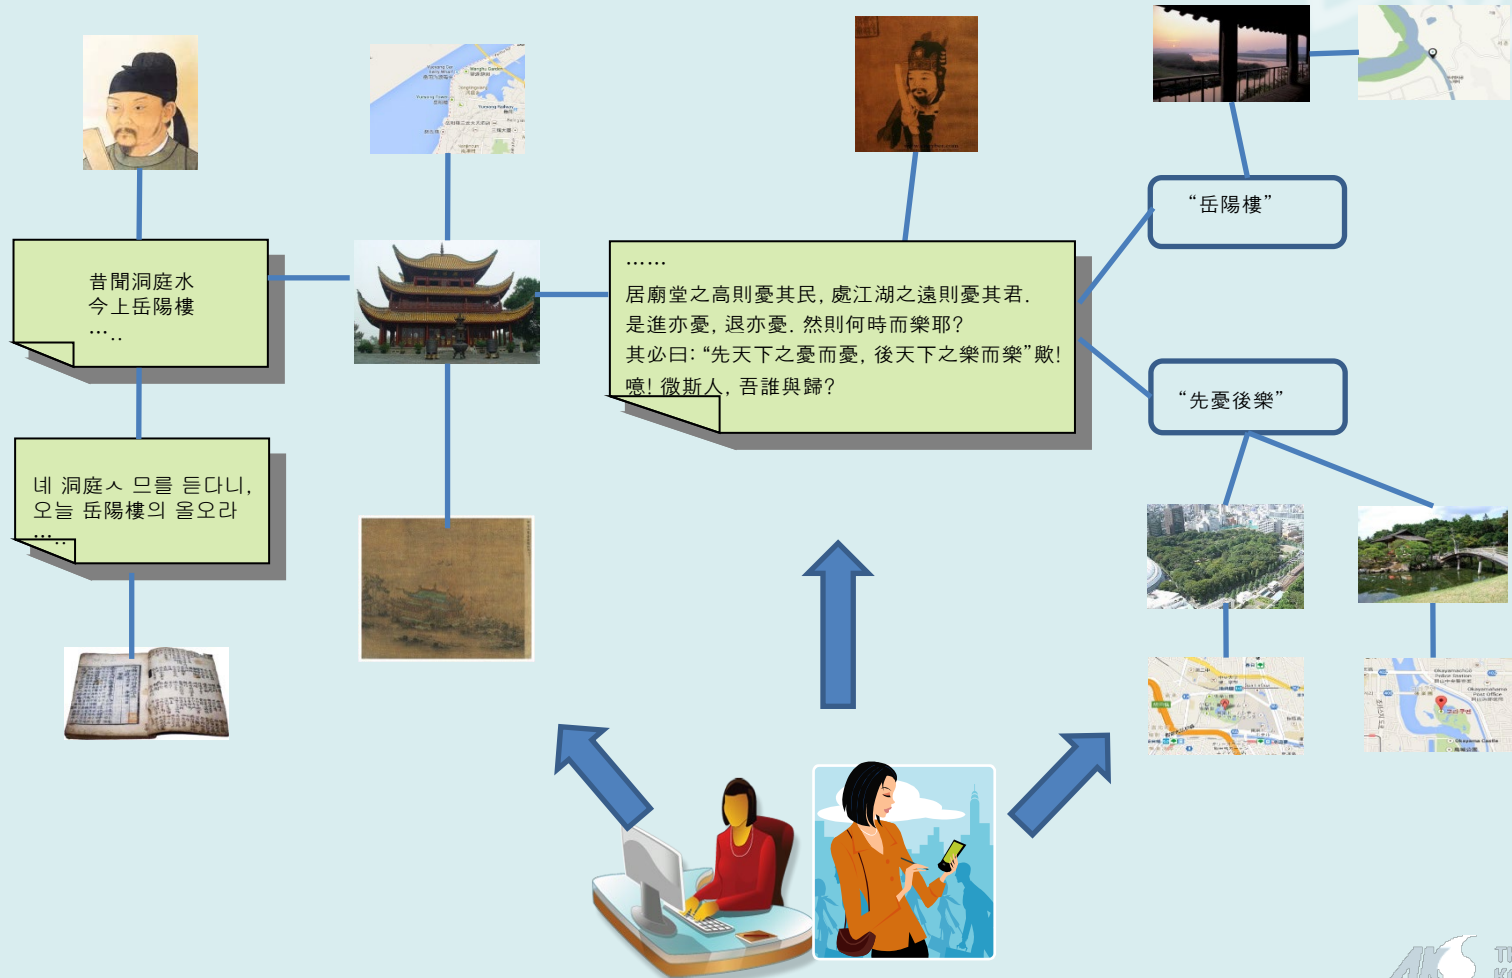 昔聞洞庭水
今上岳陽樓
…..
네 洞庭ㅅ 므를 듣다니,
오늘 岳陽樓의 올오라
…..
……
居廟堂之高則憂其民, 處江湖之遠則憂其君.
是進亦憂, 退亦憂. 然則何時而樂耶?
其必曰: “先天下之憂而憂, 後天下之樂而樂”歟!
噫! 微斯人, 吾誰與歸?
“岳陽樓”
“先憂後樂”
Okayama Castle